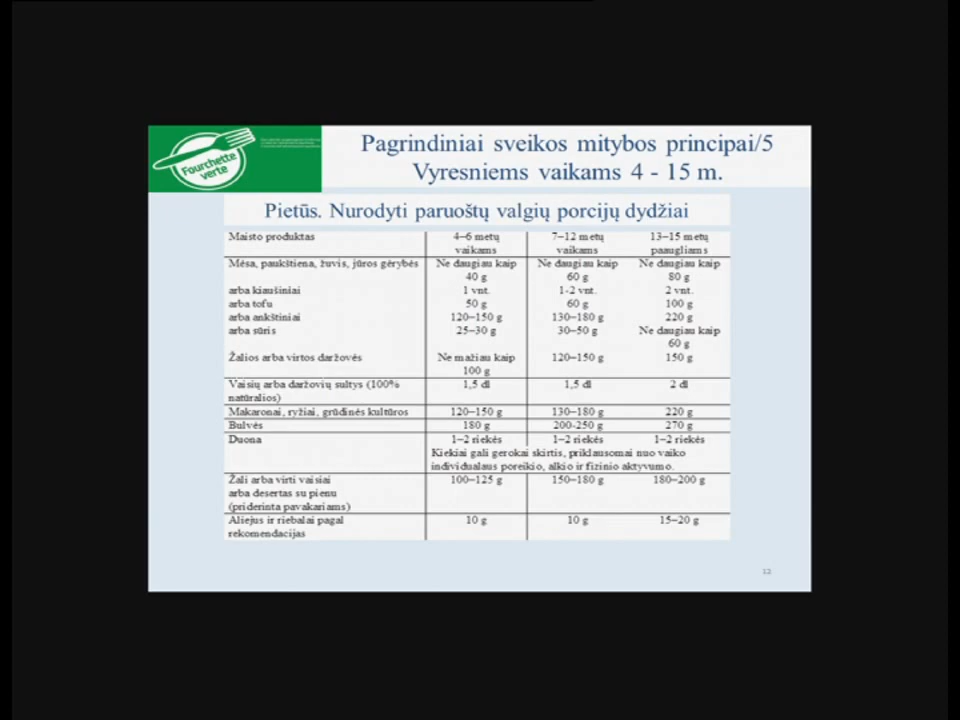 Fourchette
verte
Pagrindiniai sveikos mitybos principai/5
Vyresniems vaikams 4 - 15 m.
Pietūs. Nurodyti paruoštų valgių porcijų dydžiai
Maisto produktas 4–6 metų vaikams 7–12 metų vaikams 13–15 metų paaugliams
Mėsa, paukštiena, žuvis, jūros gėrybės Ne daugiau kaip 40 g Ne daugiau kaip 60 g Ne daugiau kaip 80 g
arba kiaušiniai 1 vnt. 1-2 vnt. 2 vnt.
arba tofu 50 g 60 g 100 g
arba ankštiniai 120–150 g 130–180 g 220 g
arba sūris 25–30 g 30–50 g Ne daugiau kaip 60 g
Žalios arba virtos daržovės Ne mažiau kaip 100 g 120–150 g 150 g
Vaisių arba daržovių sultys (100% natūralios) 1,5 dl 1,5 dl 2 dl
Makaronai, ryžiai, grūdinės kultūros 120–150 g 130–180 g 220 g
Bulvės 180 g 200-250 g 270 g
Duona 1–2 riekės 1–2 riekės 1–2 riekės
Kiekiai gali gerokai skirtis, priklausomai nuo vaiko
individualaus poreikio, alkio ir fizinio aktyvumo.
Žali arba virti vaisiai 100–125 g 150–180 g 180–200 g
arba desertas su pienu
(priderinta pavakariams)
Aliejus ir riebalai pagal rekomendacijas 10 g 10 g 15–20 g
12